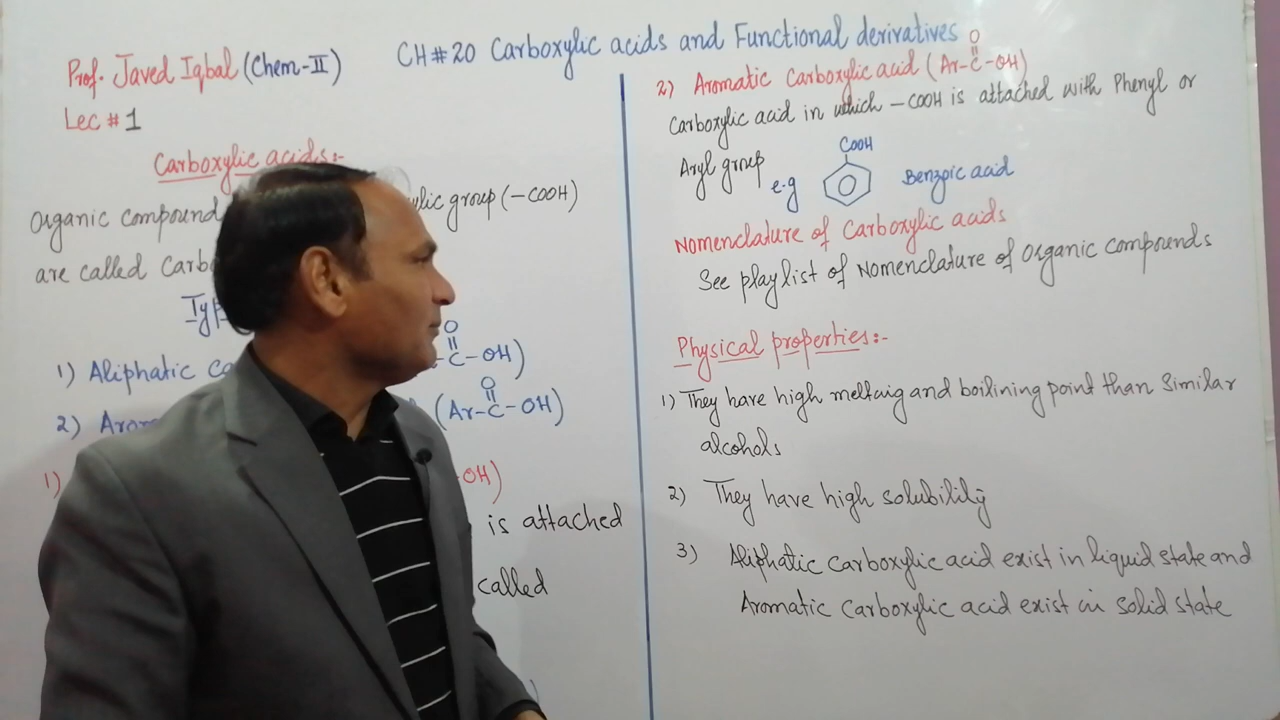 Prof. Javed Iqbal (Chem-II)
Lec # 1
CH#20 Carboxylic acids and Functional derivatives
Carboxylic acids:-
Organic compound ylic group (-COOH)
are called Carbo
Typ
1) Aliphatic Ca O
C-OH)
2) Arom O
(Ar-C-OH)
1) OH)
is attached
called
2) Aromatic Carboxylic acid (Ar-C-OH)
O
Carboxylic acid in which -COOH is attached with Phenyl or
Aryl group e.g COOH Benzoic acid
Nomenclature of Carboxylic acids
See playlist of Nomenclature of Organic compounds
Physical properties:-
1) They have high meltaig and boilining point than Similar
alcohols
2) They have high solubility
3) Aliphatic carboxylic acid exist in liquid state and
Aromatic Carboxylic acid exist in solid state